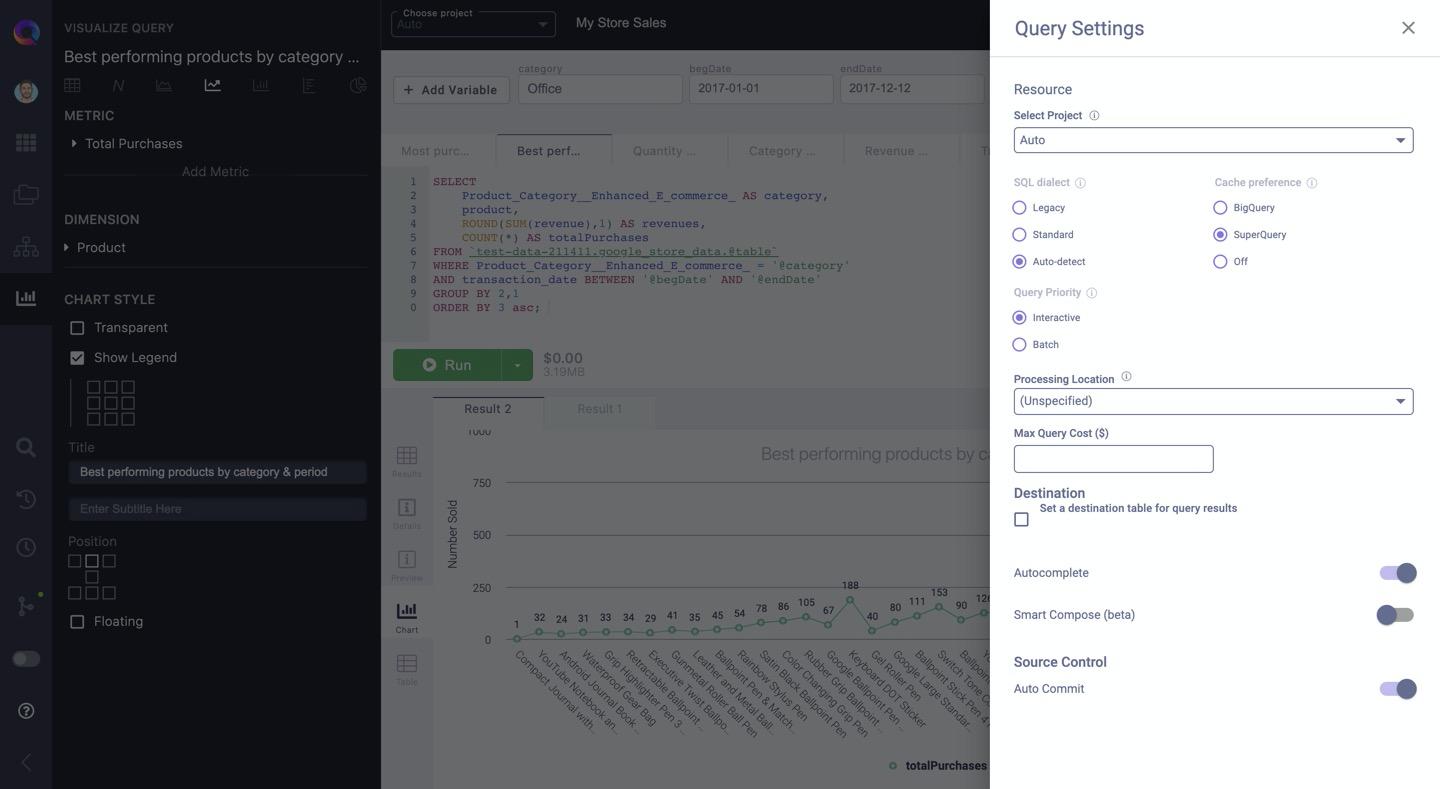 VISUALIZE QUERY
Best performing products by category ...
METRIC
Total Purchases
Add Metric
DIMENSION
Product
CHART STYLE
Transparent
Show Legend
Title
Best performing products by category & period
Enter Subtitle Here
Position
Floating
Choose project
Auto
My Store Sales
+ Add Variable
category
Office
begDate
2017-01-01
endDate
2017-12-12
Most purc... Best perf... Quantity ... Category ... Revenue ...
1 SELECT
2 Product_Category__Enhanced_E_commerce_ AS category,
3 product,
4 ROUND(SUM(revenue),1) AS revenues,
5 COUNT(*) AS totalPurchases
6 FROM `test-data-211411.google_store_data.@table`
7 WHERE Product_Category__Enhanced_E_commerce_ = '@category'
8 AND transaction_date BETWEEN '@begDate' AND '@endDate'
9 GROUP BY 2,1
0 ORDER BY 3 asc;
Run
$0.00
3.19MB
Result 2 Result 1
Results
Details
Preview
Chart
Table
Best performing products by ca
Number Sold
1000
750
500
250
0
1 32 24 31 33 34 29 41 35 45 54 78 86 105 67 188 40 80 111 153 90 126
Compact Journal with...
YouTube Notebook an...
Android Journal Book ...
Waterproof Gear Bag
Grip Highlighter Pen 3 ...
Retractable Ballpoint ...
Executive Twist Ballpo...
Gunmetal Roller Ball Pen
Leather and Metal Ball...
Ballpoint Pen & Match...
Rainbow Stylus Pen
Satin Black Ballpoint Pen
Color Changing Grip Pen
Rubber Grip Ballpoint ...
Google Ballpoint Pen ...
Keyboard DOT Sticker
Gel Roller Pen
Google Large Standar...
Ballpoint Stick Pen 4 P
Switch Tone Co
Ballpoint
totalPurchases
Query Settings
Resource
Select Project
Auto
SQL dialect
Legacy
Standard
Auto-detect
Cache preference
BigQuery
SuperQuery
Off
Query Priority
Interactive
Batch
Processing Location
(Unspecified)
Max Query Cost ($)
Destination
Set a destination table for query results
Autocomplete
Smart Compose (beta)
Source Control
Auto Commit